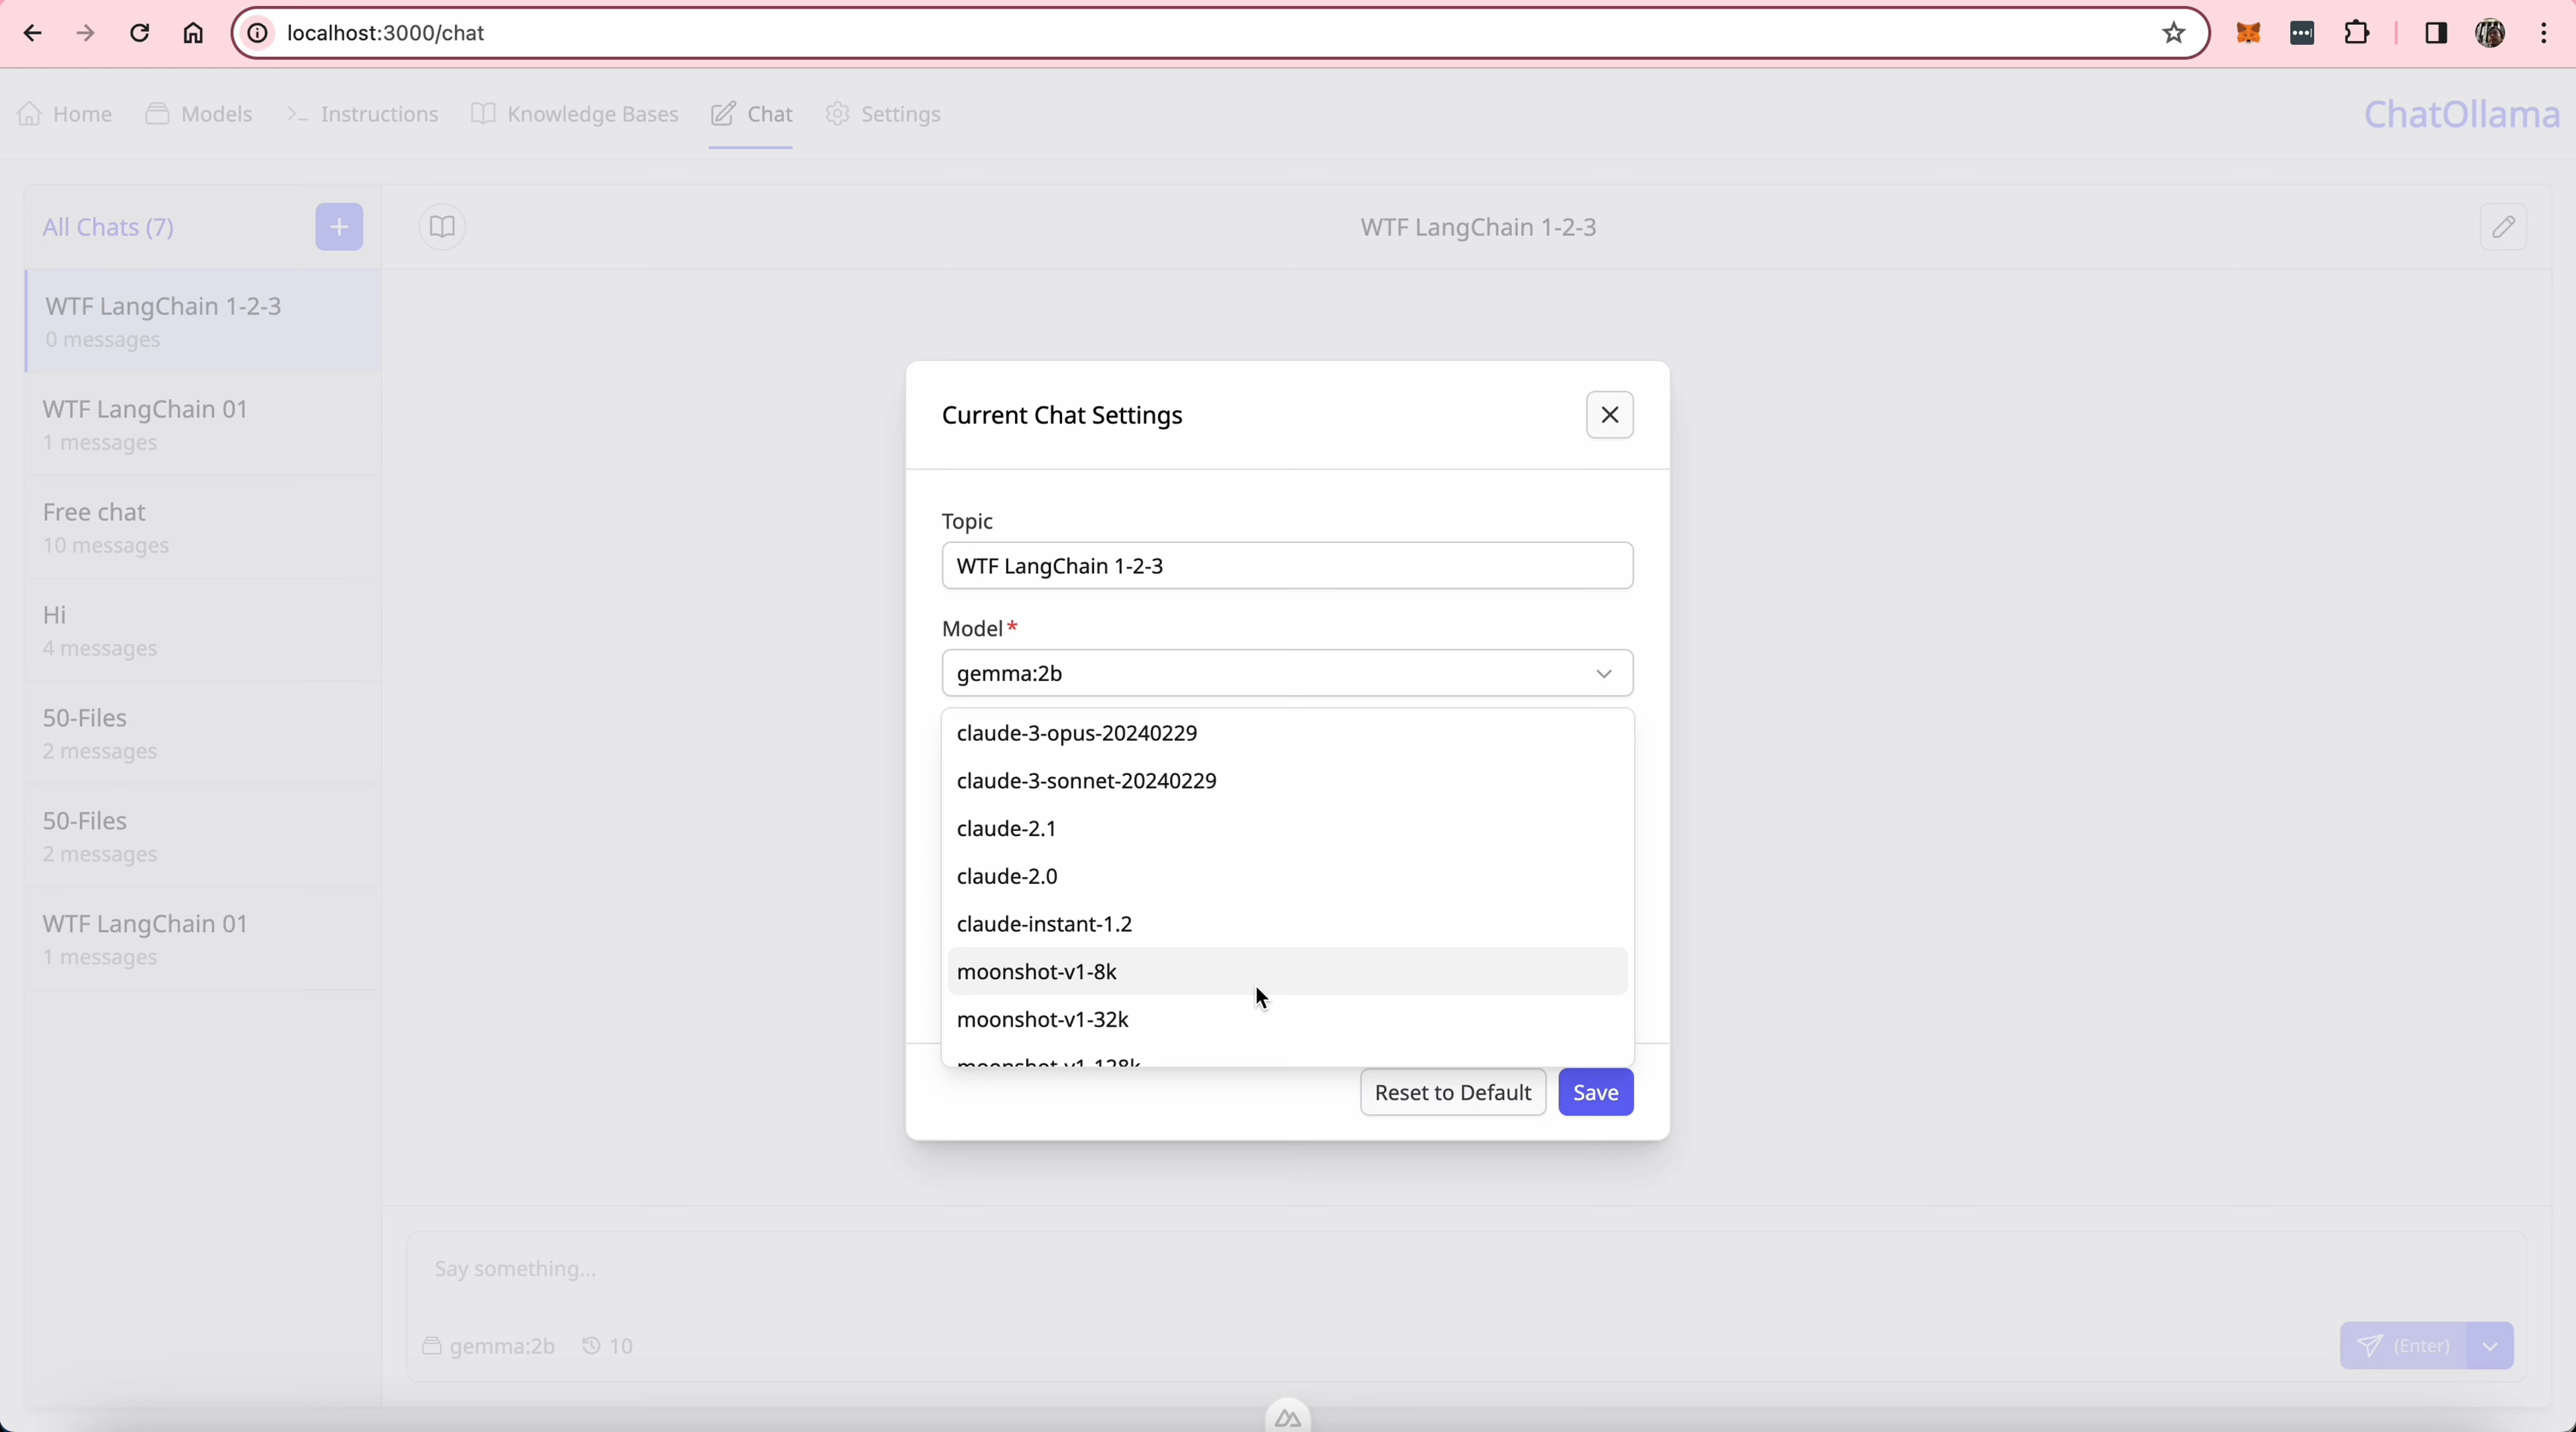 localhost:3000/chat
Home Models Instructions Knowledge Bases Chat Settings ChatOllama
All Chats (7) +
WTF LangChain 1-2-3
WTF LangChain 1-2-3
0 messages
WTF LangChain 01
1 messages
Free chat
10 messages
Hi
4 messages
50-Files
2 messages
50-Files
2 messages
WTF LangChain 01
1 messages
Current Chat Settings
Topic
WTF LangChain 1-2-3
Model*
gemma:2b
claude-3-opus-20240229
claude-3-sonnet-20240229
claude-2.1
claude-2.0
claude-instant-1.2
moonshot-v1-8k
moonshot-v1-32k
moonshot-v1-128k
Reset to Default Save
Say something...
gemma:2b 10 (Enter)